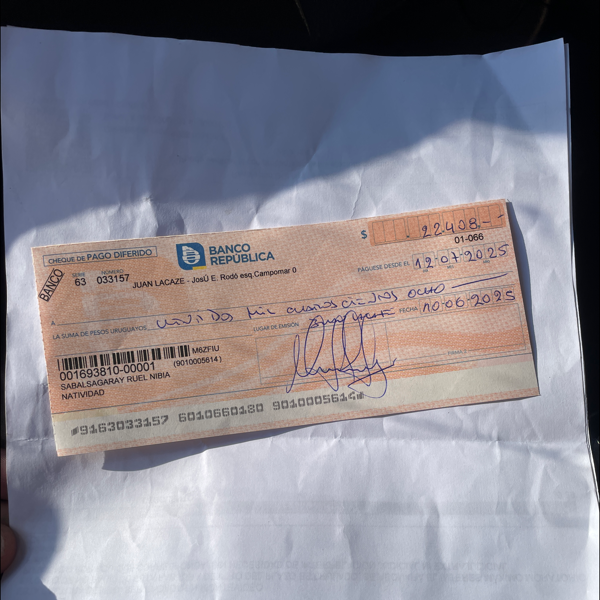 CHEQUE DE PAGO DIFERIDO
BANCO
REPÚBLICA
$ 22408--
01-066
BANCO
SERIE NÚMERO
63 033157
JUAN LACAZE - JosÚ E. Rodó esq.Campomar 0
PÁGUESE DESDE EL 12-07-2025
A
LA SUMA DE PESOS URUGUAYOS
LUGAR DE EMISIÓN
FECHA 10-06-2025
M6ZFIU
001693810-00001 (9010005614)
SABALSAGARAY RUEL NIBIA
NATIVIDAD
FIRMA
9163033157 6010660180 9010005614